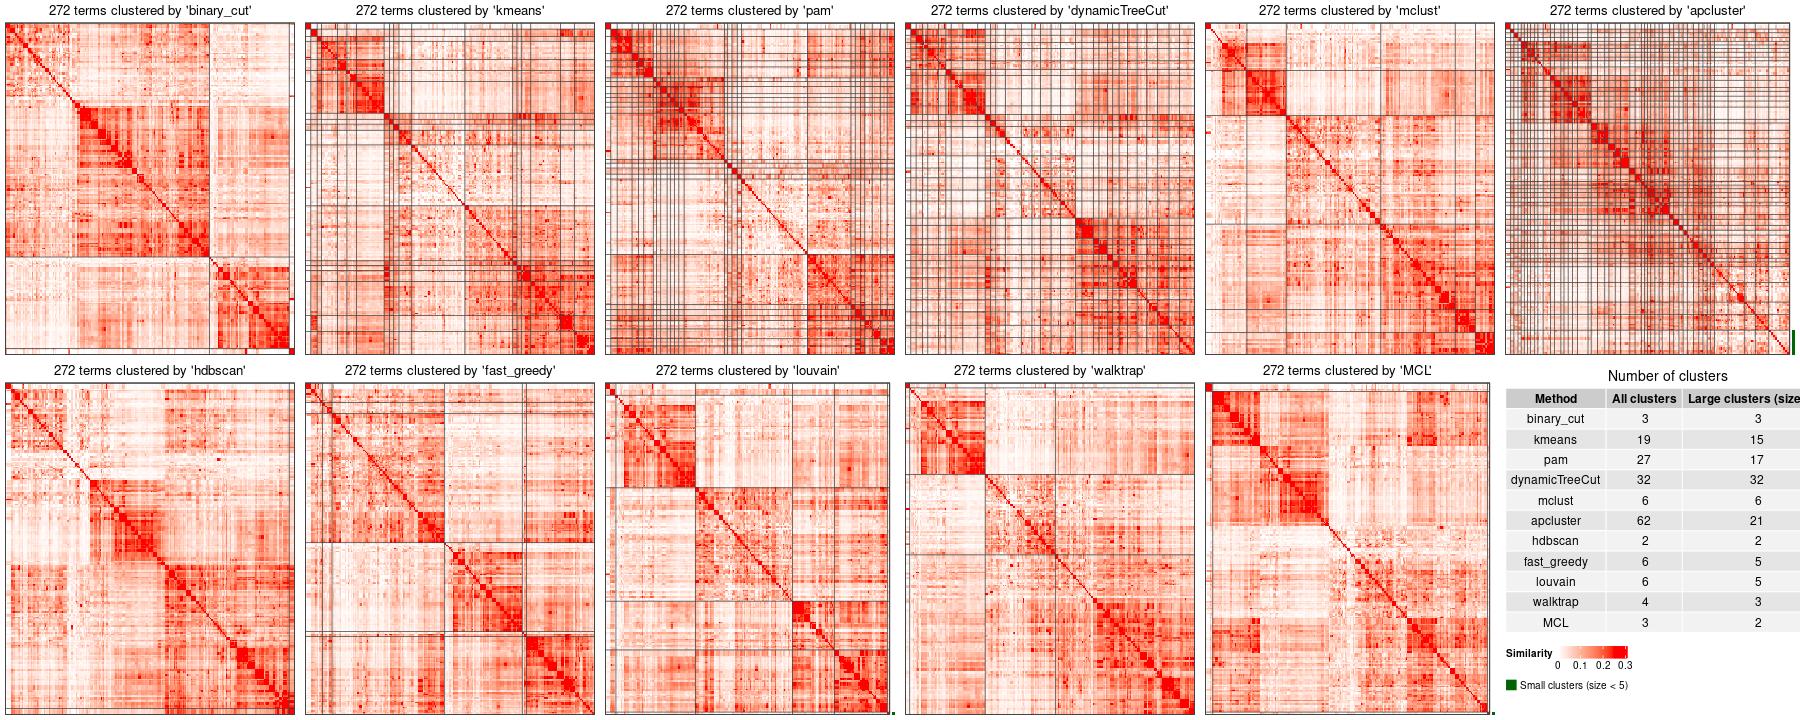 272 terms clustered by 'binary_cut'
272 terms clustered by 'kmeans'
272 terms clustered by 'pam'
272 terms clustered by 'dynamicTreeCut'
272 terms clustered by 'mclust'
272 terms clustered by 'apcluster'
272 terms clustered by 'hdbscan'
272 terms clustered by 'fast_greedy'
272 terms clustered by 'louvain'
272 terms clustered by 'walktrap'
272 terms clustered by 'MCL'
Number of clusters
Method All clusters Large clusters (size
binary_cut 3 3
kmeans 19 15
pam 27 17
dynamicTreeCut 32 32
mclust 6 6
apcluster 62 21
hdbscan 2 2
fast_greedy 6 5
louvain 6 5
walktrap 4 3
MCL 3 2
Similarity
0 0.1 0.2 0.3
Small clusters (size < 5)